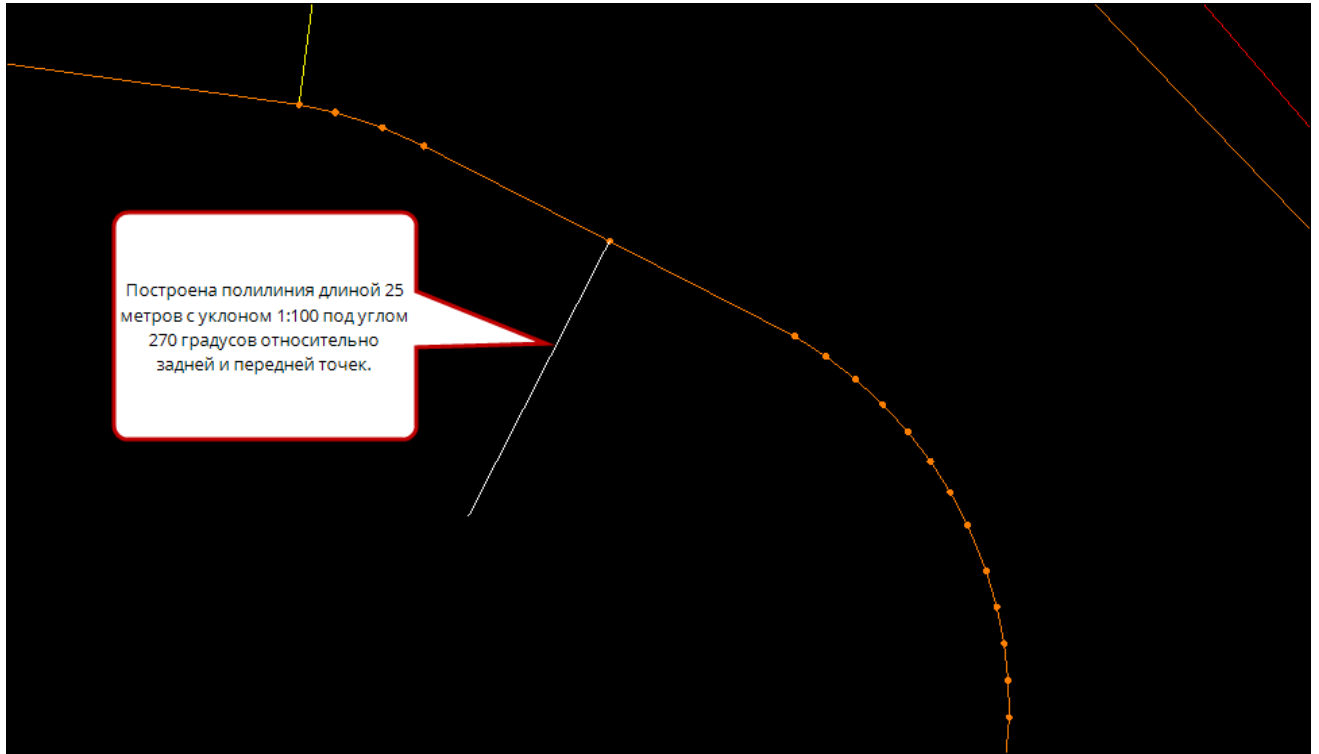 Построена полилиния длиной 25
метров с уклоном 1:100 под углом
270 градусов относительно
задней и передней точек.